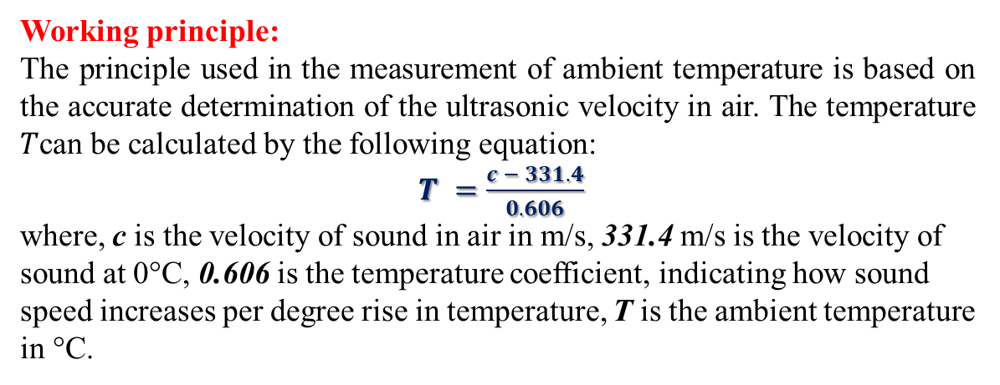 Working principle:
The principle used in the measurement of ambient temperature is based on
the accurate determination of the ultrasonic velocity in air. The temperature
T can be calculated by the following equation:
T = \frac{c - 331.4}{0.606}
where, c is the velocity of sound in air in m/s, 331.4 m/s is the velocity of
sound at 0°C, 0.606 is the temperature coefficient, indicating how sound
speed increases per degree rise in temperature, T is the ambient temperature
in °C.